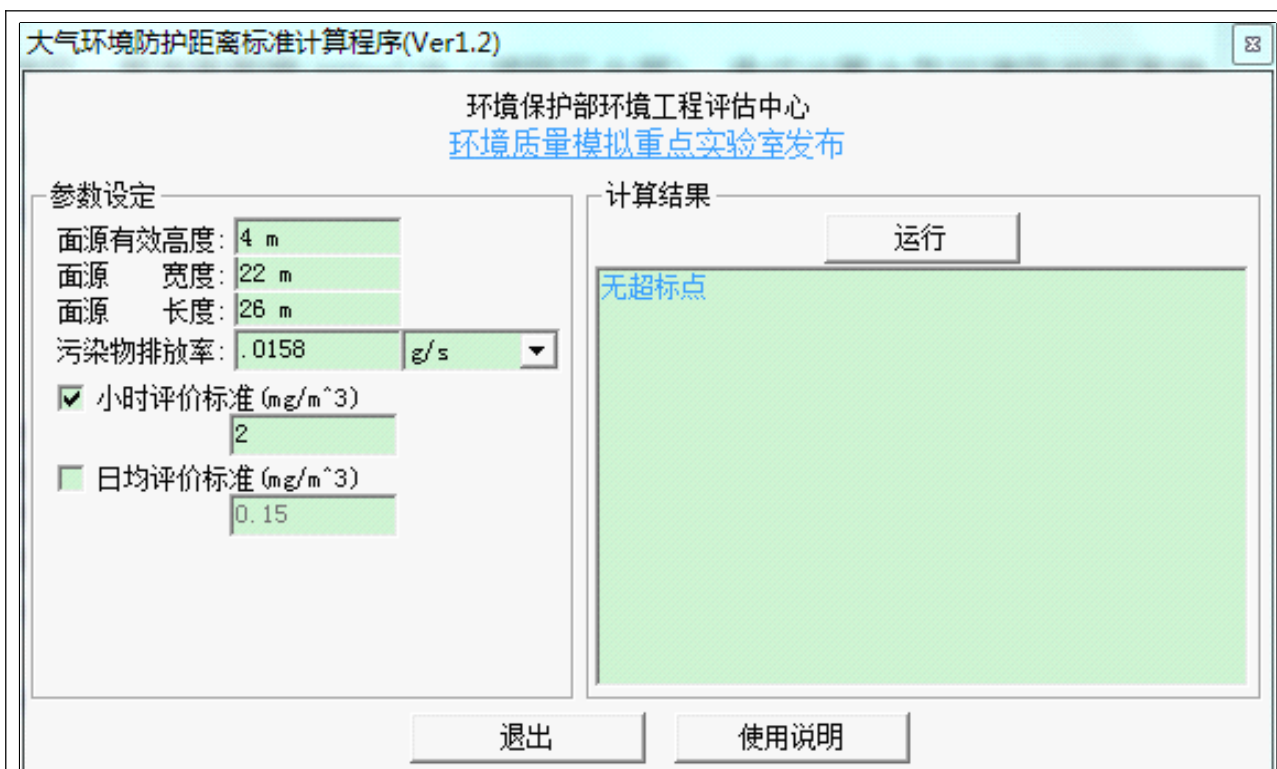 大气环境防护距离标准计算程序(Ver1.2)
环境保护部环境工程评估中心
环境质量模拟重点实验室发布
参数设定
面源有效高度: 4 m
面源 宽度: 22 m
面源 长度: 26 m
污染物排放率: .0158 g/s
小时评价标准(mg/m^3)
2
日均评价标准(mg/m^3)
0.15
计算结果
运行
无超标点
退出 使用说明